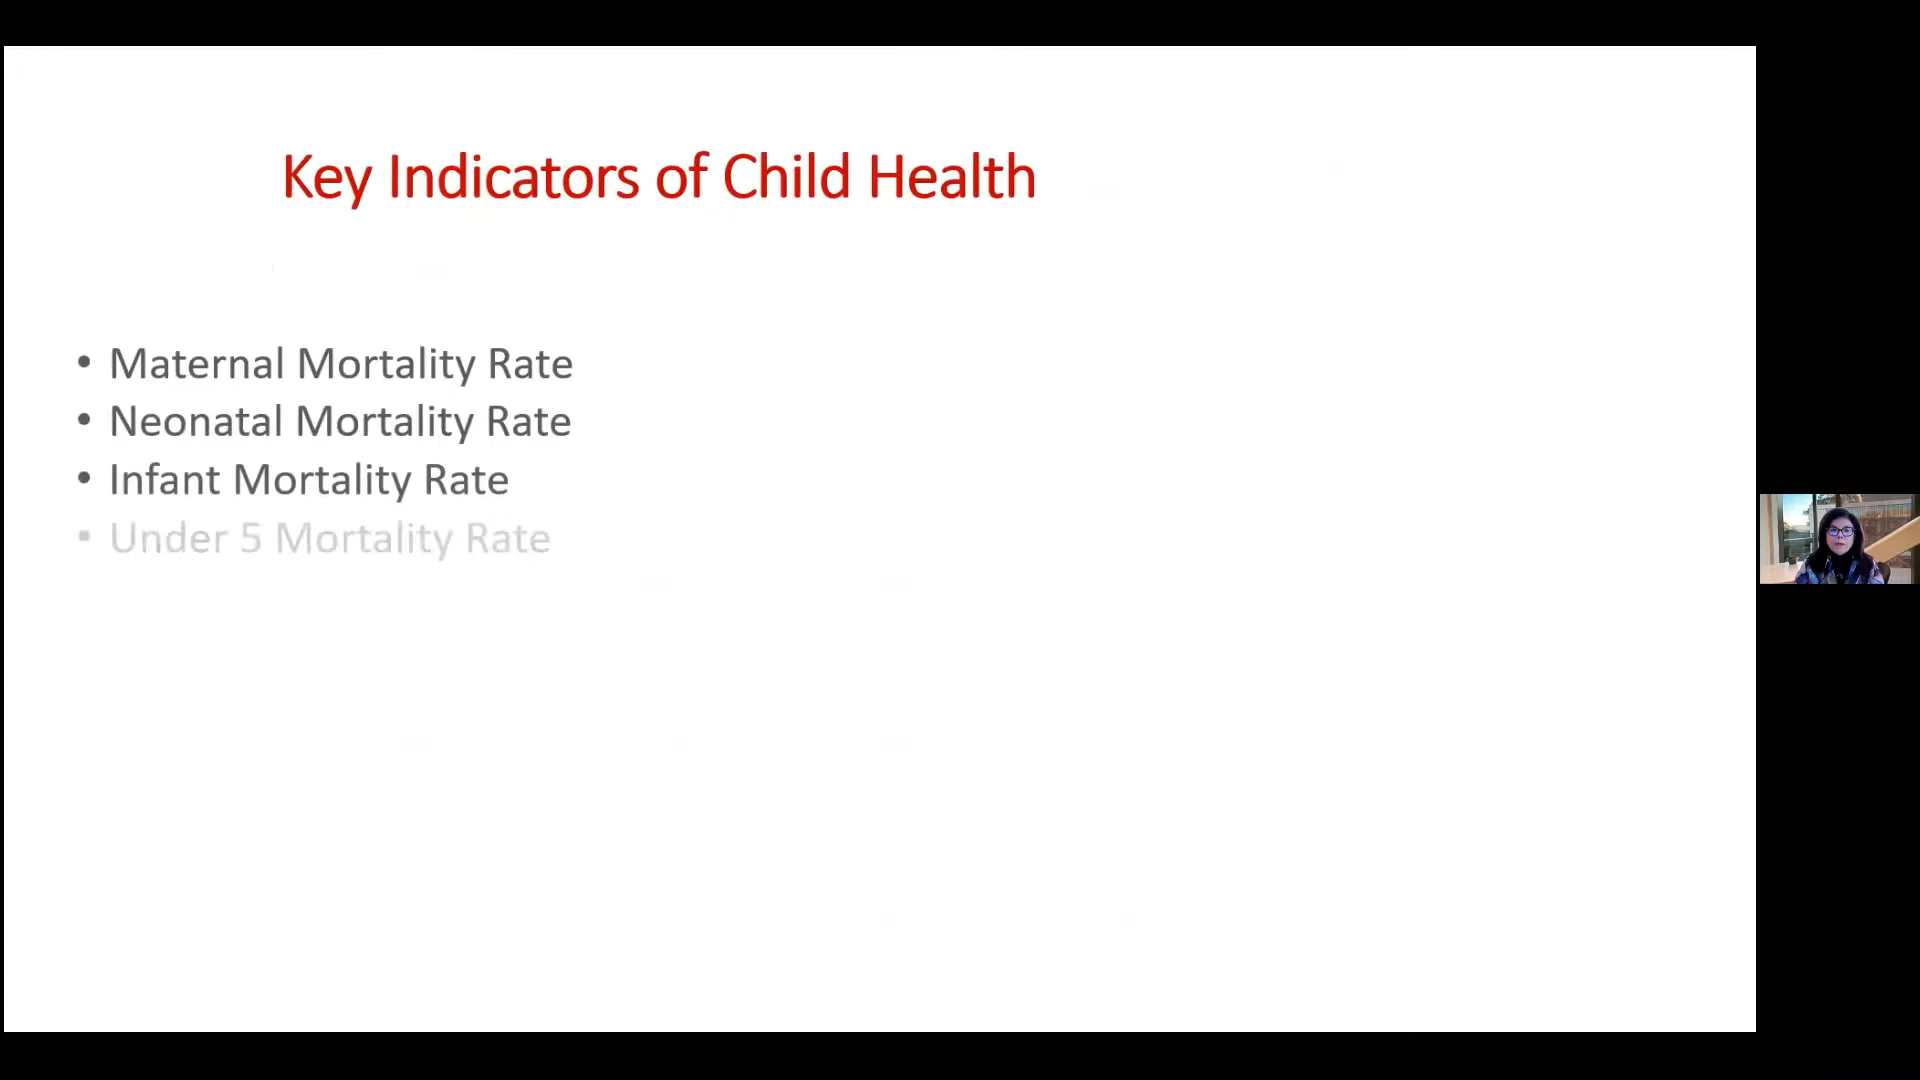 Key Indicators of Child Health
• Maternal Mortality Rate
• Neonatal Mortality Rate
• Infant Mortality Rate
• Under 5 Mortality Rate